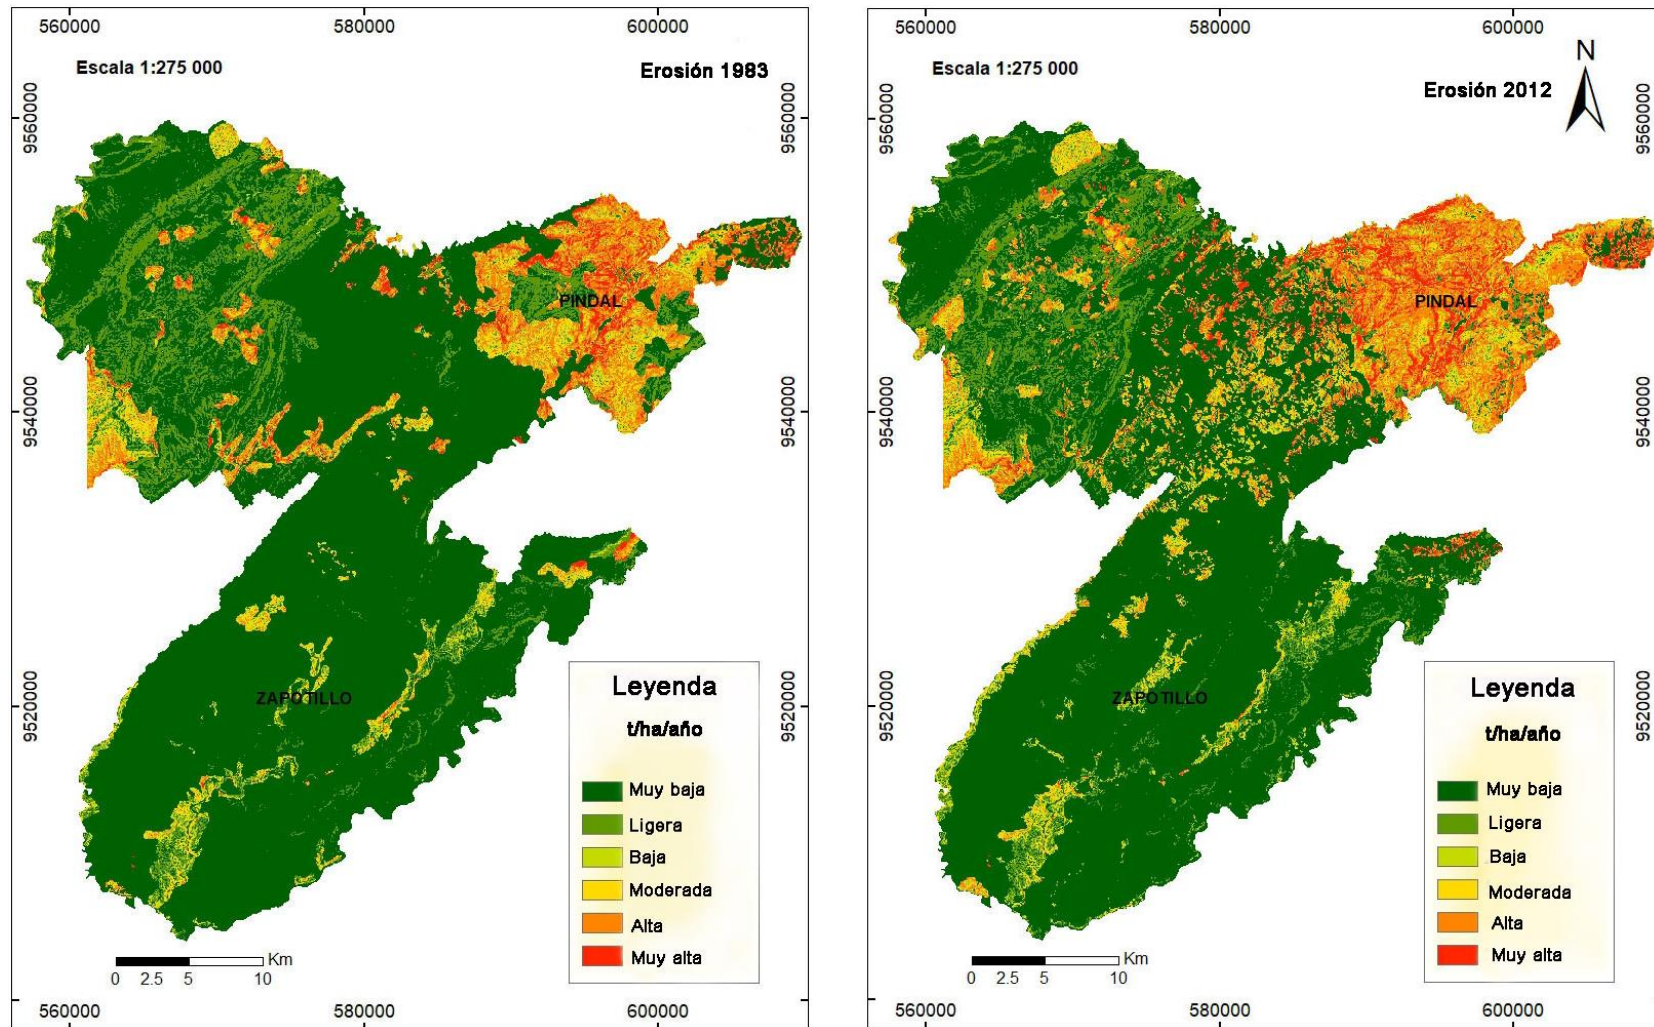 560000 580000 600000
Escala 1:275 000
Erosión 1983
9560000 9560000
PINDAL
9540000 9540000
ZAPOTILLO
9520000 9520000
Leyenda
t/ha/año
Muy baja
Ligera
Baja
Moderada
Alta
Muy alta
Km
0 2.5 5 10
560000 580000 600000
560000 580000 600000
Escala 1:275 000
N
Erosión 2012
9560000 9560000
PINDAL
9540000 9540000
ZAPOTILLO
9520000 9520000
Leyenda
t/ha/año
Muy baja
Ligera
Baja
Moderada
Alta
Muy alta
Km
0 2.5 5 10
560000 580000 600000